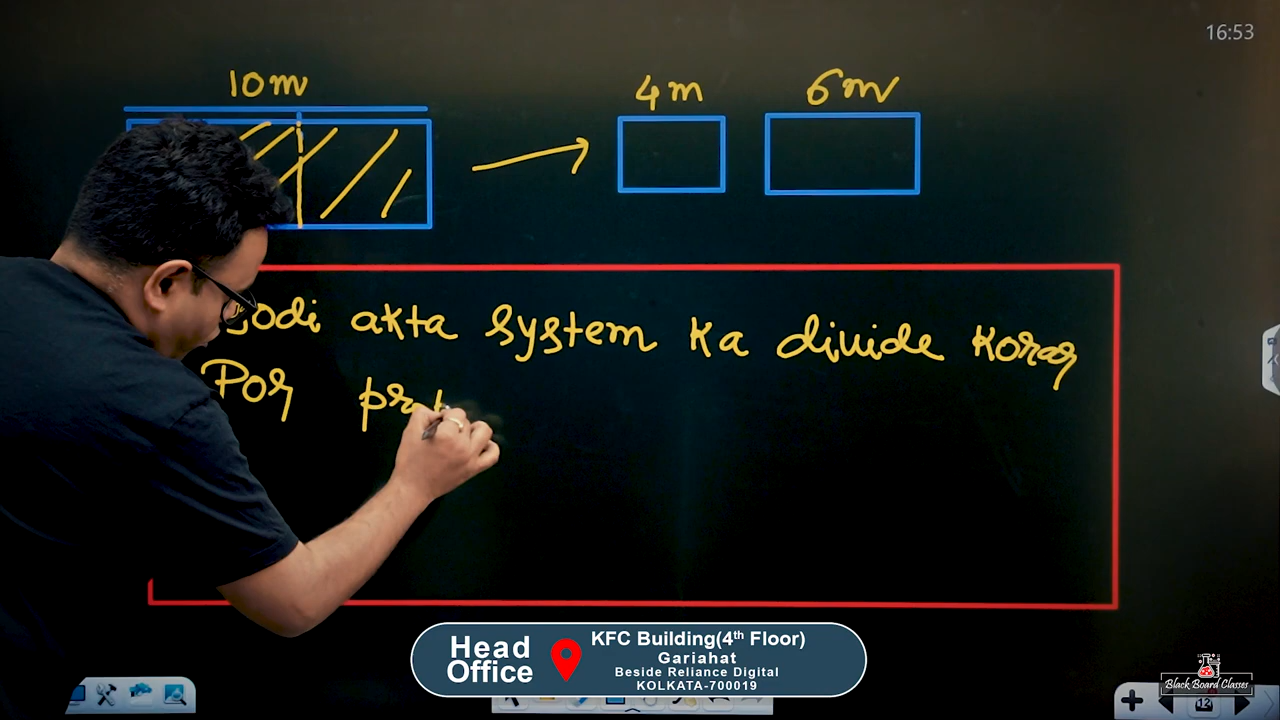 16:53
10m
4m
6m
akta system ka divide korar
Por
Head
Office
KFC Building(4th Floor)
Gariahat
Beside Reliance Digital
KOLKATA-700019
Black Board Classes
12